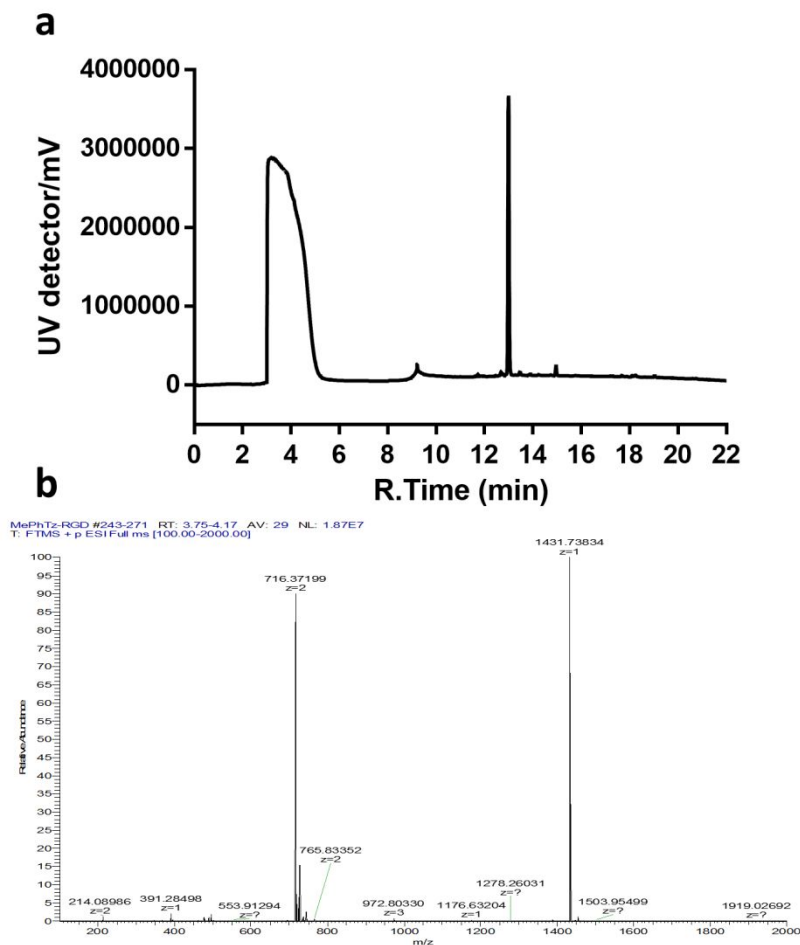 a
4000000
3000000
2000000
1000000
0
UV detector/mV
0 2 4 6 8 10 12 14 16 18 20 22
R.Time (min)
b
MePhTz-RGD #243-271 RT: 3.75-4.17 AV: 29 NL: 1.87E7
T: FTMS + p ESI Full ms [100.00-2000.00]
1431.73834
z=1
716.37199
z=2
765.83352
z=2
1278.26031
z=?
214.08986
z=2
391.28498
z=1
553.91294
z=?
972.80330
z=3
1176.63204
z=1
1503.95499
z=?
1919.02692
z=?
100
95
90
85
80
75
70
65
60
55
50
45
40
35
30
25
20
15
10
5
0
Relative Abundance
200 400 600 800 1000 1200 1400 1600 1800 2000
m/z